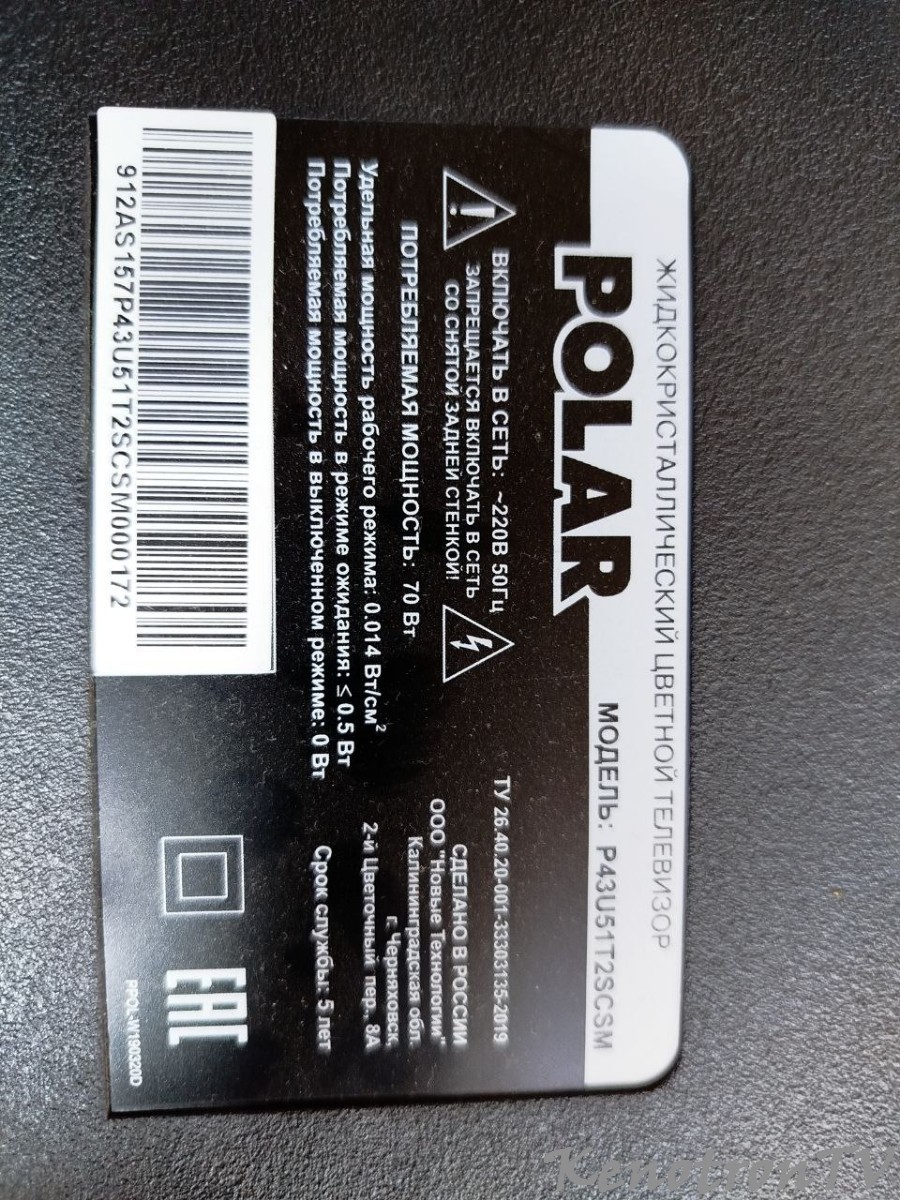 ЖИДКОКРИСТАЛЛИЧЕСКИЙ ЦВЕТНОЙ ТЕЛЕВИЗОР
POLAR
МОДЕЛЬ: P43U51T2SCSM
ВКЛЮЧАТЬ В СЕТЬ: ~220В 50Гц
ЗАПРЕЩАЕТСЯ ВКЛЮЧАТЬ В СЕТЬ
СО СНЯТОЙ ЗАДНЕЙ СТЕНКОЙ!
ПОТРЕБЛЯЕМАЯ МОЩНОСТЬ: 70 Вт
Удельная мощность рабочего режима: 0.014 Вт/см²
Потребляемая мощность в режиме ожидания: ≤ 0.5 Вт
Потребляемая мощность в выключенном режиме: 0 Вт
ТУ 26.40.20-001-33303135-2019
СДЕЛАНО В РОССИИ
ООО "Новые Технологии"
Калининградская обл.
г. Черняховск,
2-й Цветочный пер., 8А
Срок службы: 5 лет
912AS157P43U51T2SCSM000172
EAC
RPOL-W190320D
KenotronTV